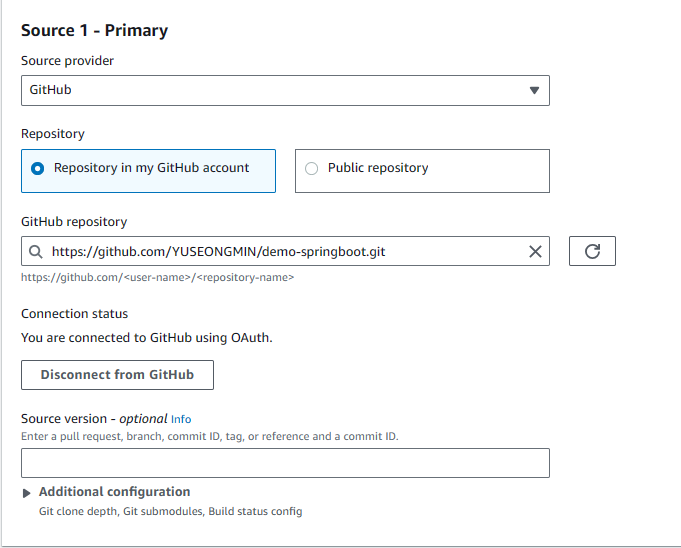 Source 1 - Primary
Source provider
GitHub
Repository
Repository in my GitHub account
Public repository
GitHub repository
https://github.com/YUSEONGMIN/demo-springboot.git
https://github.com/<user-name>/<repository-name>
Connection status
You are connected to GitHub using OAuth.
Disconnect from GitHub
Source version - optional Info
Enter a pull request, branch, commit ID, tag, or reference and a commit ID.
Additional configuration
Git clone depth, Git submodules, Build status config